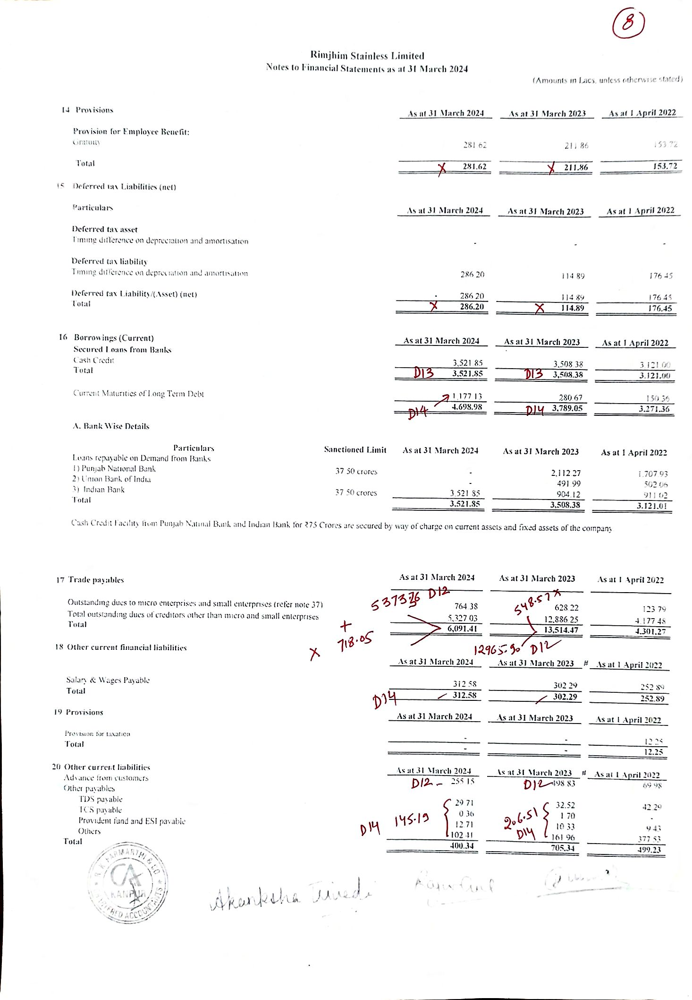 8
Rimjhim Stainless Limited
Notes to Financial Statements as at 31 March 2024
(Amounts in Lacs, unless otherwise stated)
14 Provisions As at 31 March 2024 As at 31 March 2023 As at 1 April 2022
Provision for Employee Benefit:
Gratuity 281.62 211.86 153.72
Total X 281.62 X 211.86 153.72
15 Deferred tax Liabilities (net)
Particulars As at 31 March 2024 As at 31 March 2023 As at 1 April 2022
Deferred tax asset
Timing difference on depreciation and amortisation - - -
Deferred tax liability
Timing difference on depreciation and amortisation 286.20 114.89 176.45
Deferred tax Liability/(Asset) (net) 286.20 114.89 176.45
Total X 286.20 X 114.89 176.45
16 Borrowings (Current) As at 31 March 2024 As at 31 March 2023 As at 1 April 2022
Secured Loans from Banks
Cash Credit 3,521.85 3,508.38 3,121.00
Total D13 3,521.85 D13 3,508.38 3,121.00
Current Maturities of Long Term Debt 1,177.13 280.67 150.36
D14 4,698.98 D14 3,789.05 3,271.36
A. Bank Wise Details
Particulars Sanctioned Limit As at 31 March 2024 As at 31 March 2023 As at 1 April 2022
Loans repayable on Demand from Banks
1) Punjab National Bank 37.50 crores - 2,112.27 1,707.93
2) Union Bank of India - 491.99 502.06
3) Indian Bank 37.50 crores 3,521.85 904.12 911.02
Total 3,521.85 3,508.38 3,121.01
Cash Credit Facility from Punjab Natinal Bank and Indian Bank for ₹75 Crores are secured by way of charge on current assets and fixed assets of the company
17 Trade payables As at 31 March 2024 As at 31 March 2023 As at 1 April 2022
D12 548.57 X
Outstanding dues to micro enterprises and small enterprises (refer note 37) 764.38 628.22 123.79
Total outstanding dues of creditors other than micro and small enterprises 5,327.03 12,886.25 4,177.48
Total + 6,091.41 13,514.47 4,301.27
X 718.05 12965.90 D12
18 Other current financial liabilities As at 31 March 2024 As at 31 March 2023 # As at 1 April 2022
Salary & Wages Payable 312.58 302.29 252.89
Total D14 312.58 302.29 252.89
19 Provisions As at 31 March 2024 As at 31 March 2023 As at 1 April 2022
Provision for taxation - - 12.25
Total - - 12.25
20 Other current liabilities As at 31 March 2024 As at 31 March 2023 # As at 1 April 2022
Advance from customers D12 - 255.15 D12 498.83 69.98
Other payables
TDS payable 29.71 32.52 42.29
TCS payable 0.36 1.70 -
Provident fund and ESI payable D14 145.19 12.71 206.51 10.33 9.43
Others 102.41 D14 161.96 377.53
Total 400.34 705.34 499.23
CA
KANPUR
CHARTERED ACCOUNTANTS
Akanksha Trivedi